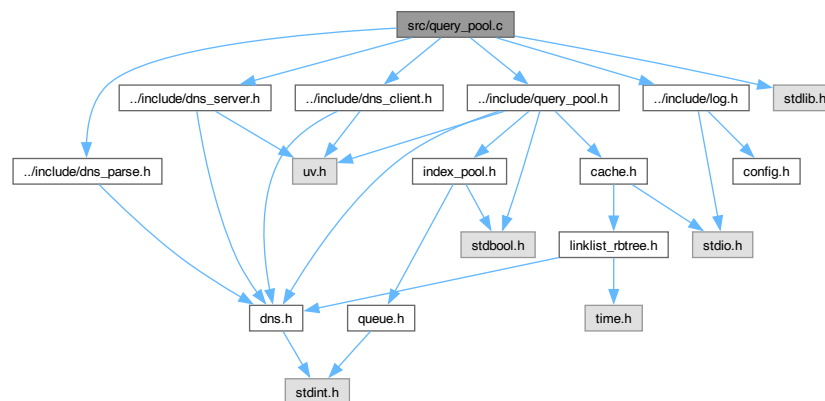 src/query_pool.c
../include/dns_server.h
../include/dns_client.h
../include/query_pool.h
../include/log.h
stdlib.h
../include/dns_parse.h
uv.h
index_pool.h
cache.h
config.h
stdbool.h
linklist_rbtree.h
stdio.h
dns.h
queue.h
time.h
stdint.h